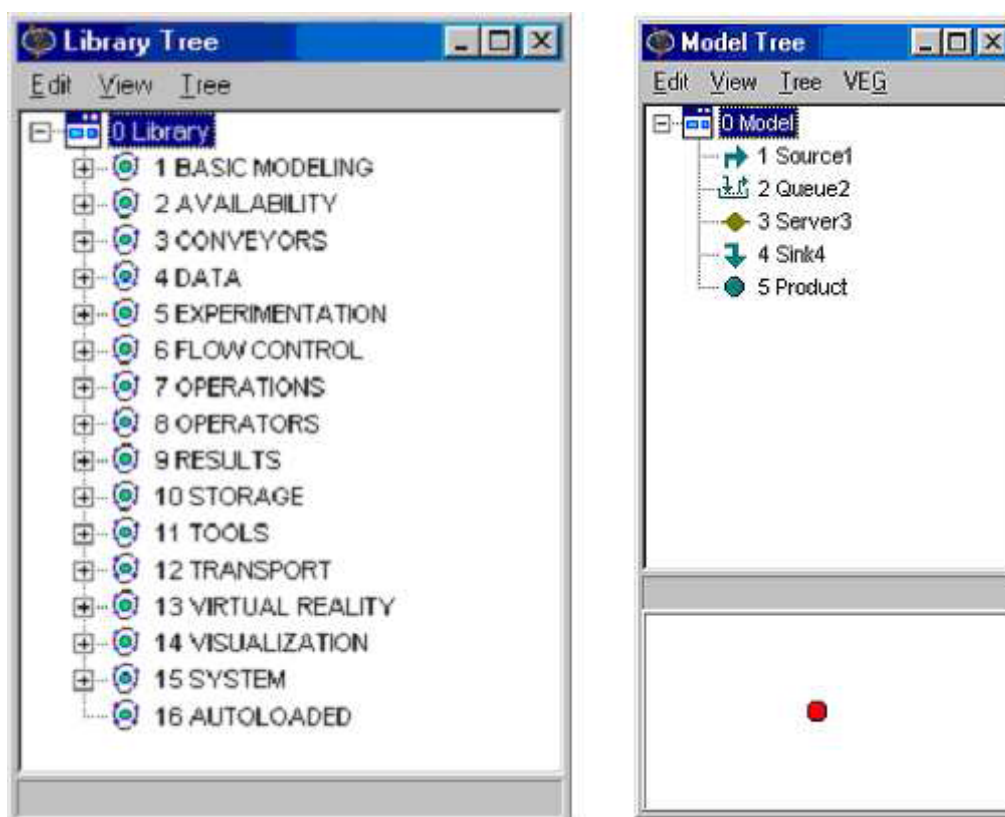 Library Tree
Edit View Tree
0 Library
1 BASIC MODELING
2 AVAILABILITY
3 CONVEYORS
4 DATA
5 EXPERIMENTATION
6 FLOW CONTROL
7 OPERATIONS
8 OPERATORS
9 RESULTS
10 STORAGE
11 TOOLS
12 TRANSPORT
13 VIRTUAL REALITY
14 VISUALIZATION
15 SYSTEM
16 AUTOLOADED
Model Tree
Edit View Tree VEG
0 Model
1 Source1
2 Queue2
3 Server3
4 Sink4
5 Product